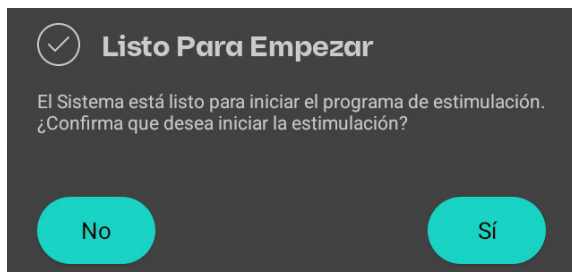 Listo Para Empezar
El Sistema está listo para iniciar el programa de estimulación.
¿Confirma que desea iniciar la estimulación?
No
Sí